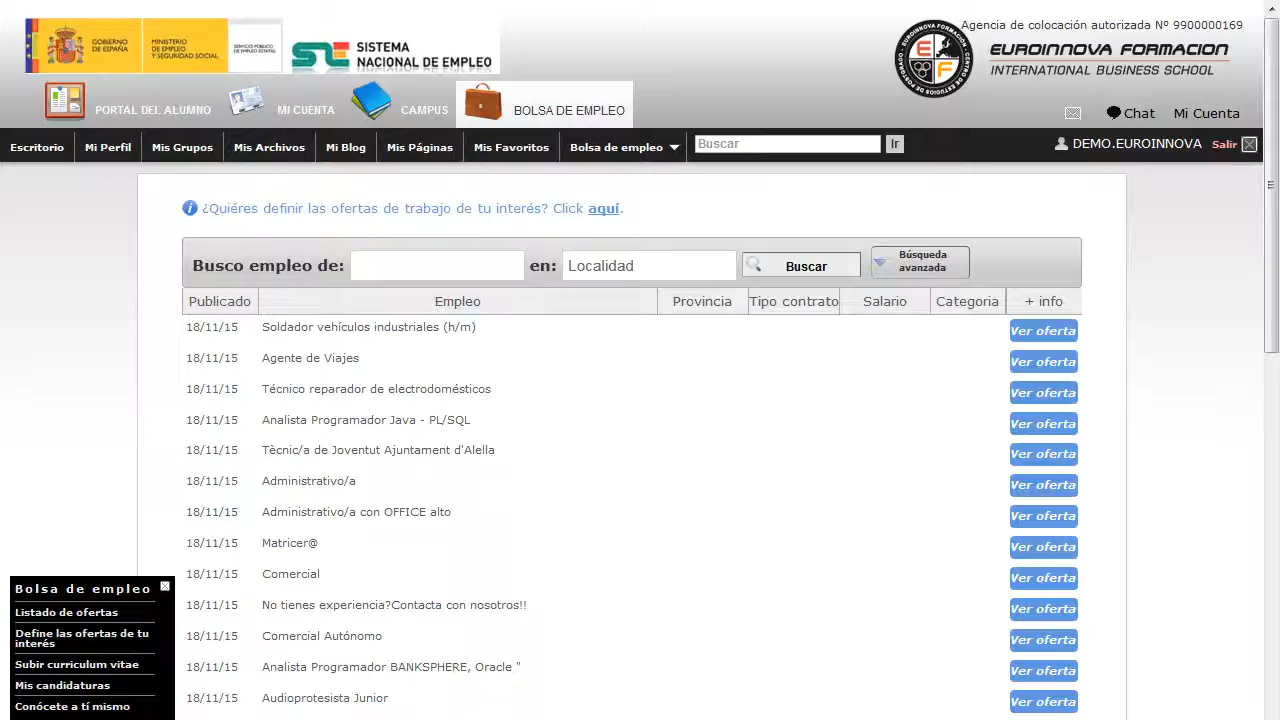 GOBIERNO DE ESPAÑA
MINISTERIO DE EMPLEO Y SEGURIDAD SOCIAL
SERVICIO PÚBLICO DE EMPLEO ESTATAL
SISTEMA NACIONAL DE EMPLEO
Agencia de colocación autorizada Nº 9900000169
EUROINNOVA FORMACION
INTERNATIONAL BUSINESS SCHOOL
PORTAL DEL ALUMNO
MI CUENTA
CAMPUS
BOLSA DE EMPLEO
Chat
Mi Cuenta
Escritorio
Mi Perfil
Mis Grupos
Mis Archivos
Mi Blog
Mis Páginas
Mis Favoritos
Bolsa de empleo
Buscar
Ir
DEMO.EUROINNOVA
Salir
¿Quiéres definir las ofertas de trabajo de tu interés? Click aquí.
Busco empleo de:
en:
Localidad
Buscar
Búsqueda avanzada
Publicado Empleo Provincia Tipo contrato Salario Categoria + info
18/11/15 Soldador vehículos industriales (h/m) Ver oferta
18/11/15 Agente de Viajes Ver oferta
18/11/15 Técnico reparador de electrodomésticos Ver oferta
18/11/15 Analista Programador Java - PL/SQL Ver oferta
18/11/15 Tècnic/a de Joventut Ajuntament d'Alella Ver oferta
18/11/15 Administrativo/a Ver oferta
18/11/15 Administrativo/a con OFFICE alto Ver oferta
18/11/15 Matricer@ Ver oferta
18/11/15 Comercial Ver oferta
18/11/15 No tienes experiencia?Contacta con nosotros!! Ver oferta
18/11/15 Comercial Autónomo Ver oferta
18/11/15 Analista Programador BANKSPHERE, Oracle " Ver oferta
18/11/15 Audioprotesista Junior Ver oferta
Bolsa de empleo
Listado de ofertas
Define las ofertas de tu
interés
Subir curriculum vitae
Mis candidaturas
Conócete a tí mismo